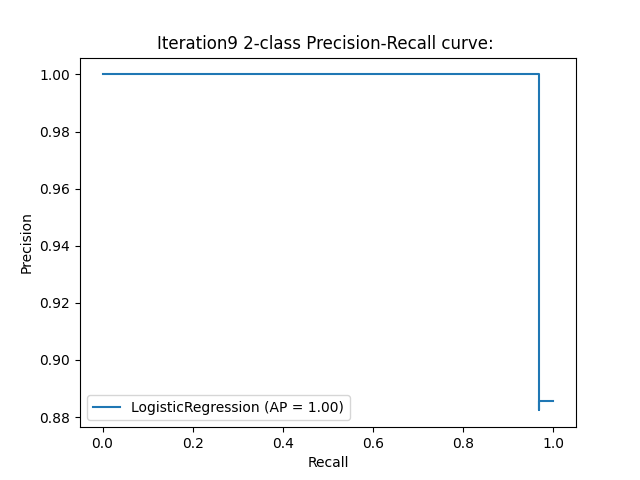 Iteration9 2-class Precision-Recall curve:
1.00
0.98
0.96
0.94
0.92
0.90
0.88
Precision
LogisticRegression (AP = 1.00)
0.0 0.2 0.4 0.6 0.8 1.0
Recall